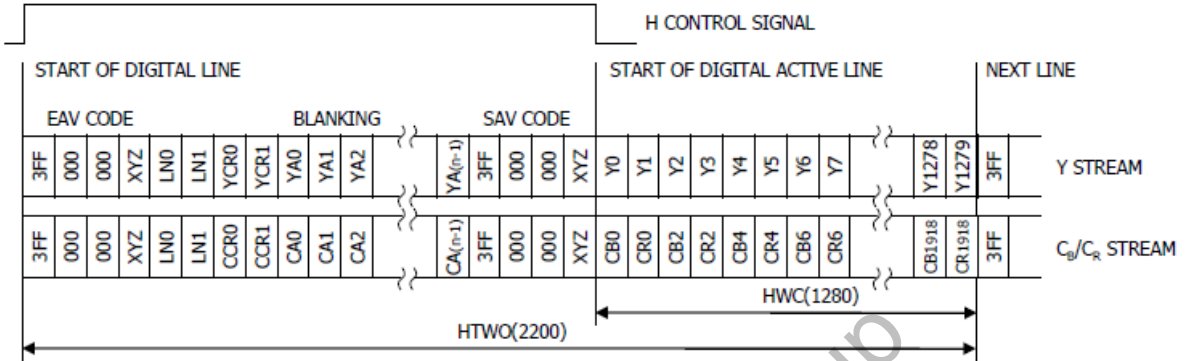 H CONTROL SIGNAL
START OF DIGITAL LINE START OF DIGITAL ACTIVE LINE NEXT LINE
EAV CODE BLANKING SAV CODE
3FF 000 000 XYZ LN0 LN1 YCR0 YCR1 YA0 YA1 YA2 YA(n-1) 3FF 000 000 XYZ Y0 Y1 Y2 Y3 Y4 Y5 Y6 Y7 Y1278 Y1279 3FF Y STREAM
3FF 000 000 XYZ LN0 LN1 CCR0 CCR1 CA0 CA1 CA2 CA(n-1) 3FF 000 000 XYZ CB0 CR0 CB2 CR2 CB4 CR4 CB6 CR6 CB1918 CR1918 3FF C_B/C_R STREAM
HWC(1280)
HTWO(2200)